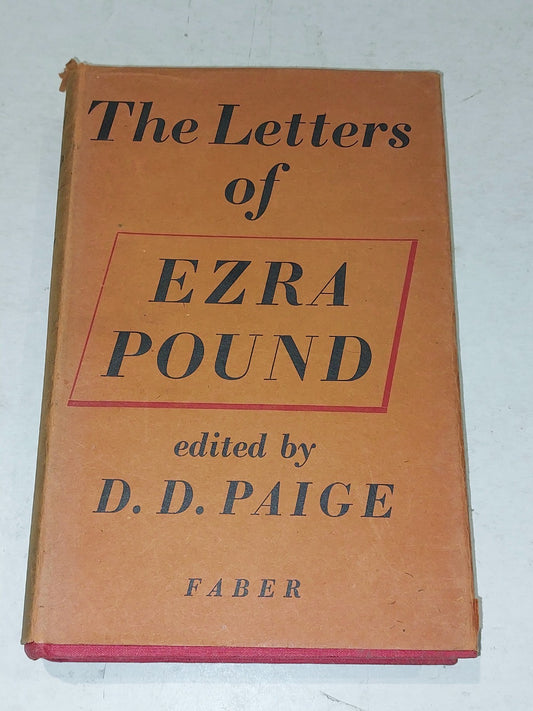 The Letters
of
EZRA
POUND
edited by
D. D. PAIGE
FABER